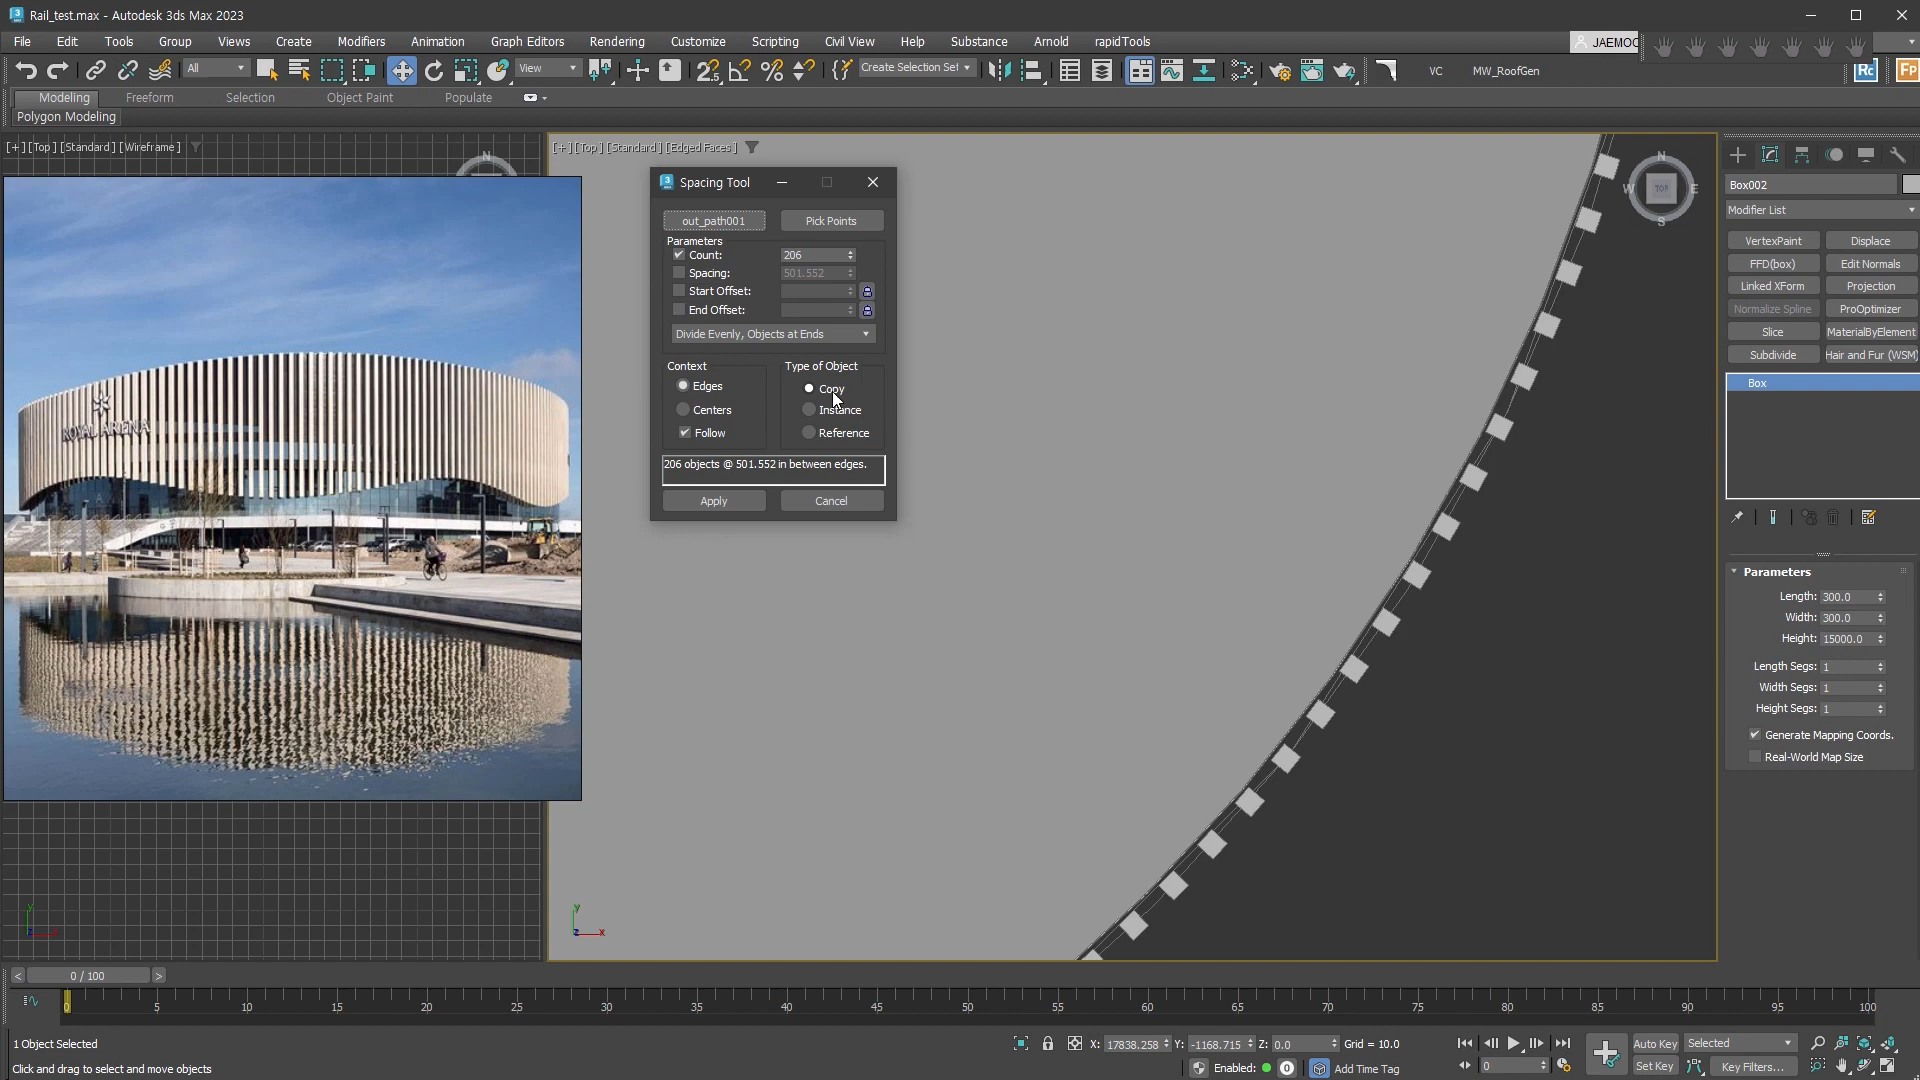 Rail_test.max - Autodesk 3ds Max 2023
File Edit Tools Group Views Create Modifiers Animation Graph Editors Rendering Customize Scripting Civil View Help Substance Arnold rapidTools JAEMOC
All View Create Selection Set VC MW_RoofGen Rc Fp
Modeling Freeform Selection Object Paint Populate
Polygon Modeling
[+] [Top] [Standard] [Wireframe]
[+] [Top] [Standard] [Edged Faces]
N
N
W TOP E
S
ROYAL ARENA
Spacing Tool
out_path001 Pick Points
Parameters
Count: 206
Spacing: 501.552
Start Offset:
End Offset:
Divide Evenly, Objects at Ends
Context Type of Object
Edges Copy
Centers Instance
Follow Reference
206 objects @ 501.552 in between edges.
Apply Cancel
Box002
Modifier List
VertexPaint Displace
FFD(box) Edit Normals
Linked XForm Projection
Normalize Spline ProOptimizer
Slice MaterialByElement
Subdivide Hair and Fur (WSM)
Box
Parameters
Length: 300.0
Width: 300.0
Height: 15000.0
Length Segs: 1
Width Segs: 1
Height Segs: 1
Generate Mapping Coords.
Real-World Map Size
y
z x
y
z x
< 0 / 100 >
0 5 10 15 20 25 30 35 40 45 50 55 60 65 70 75 80 85 90 95 100
1 Object Selected X: 17838.258 Y: -1168.715 Z: 0.0 Grid = 10.0 Auto Key Selected
Click and drag to select and move objects Enabled: 0 Add Time Tag 0 Set Key Key Filters...